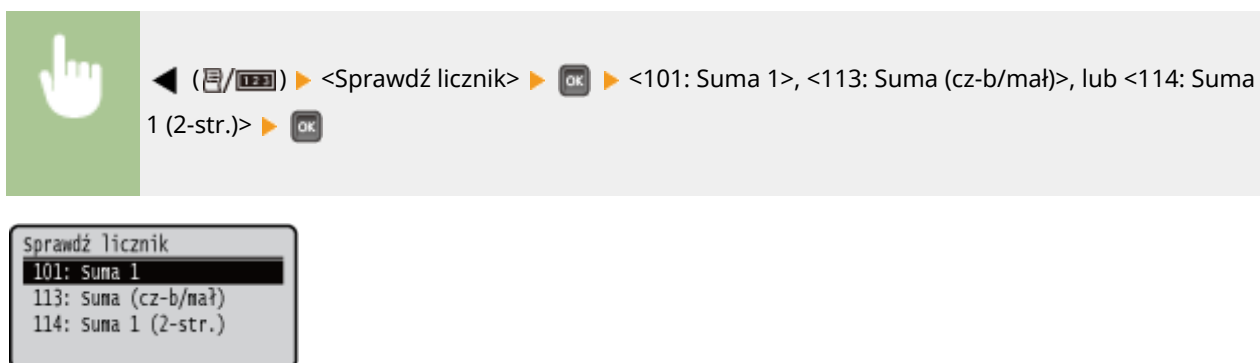 ◀ (/123) ▶ <Sprawdź licznik> ▶ OK ▶ <101: Suma 1>, <113: Suma (cz-b/mał)>, lub <114: Suma
1 (2-str.)> ▶ OK
Sprawdź licznik
101: Suma 1
113: Suma (cz-b/mał)
114: Suma 1 (2-str.)